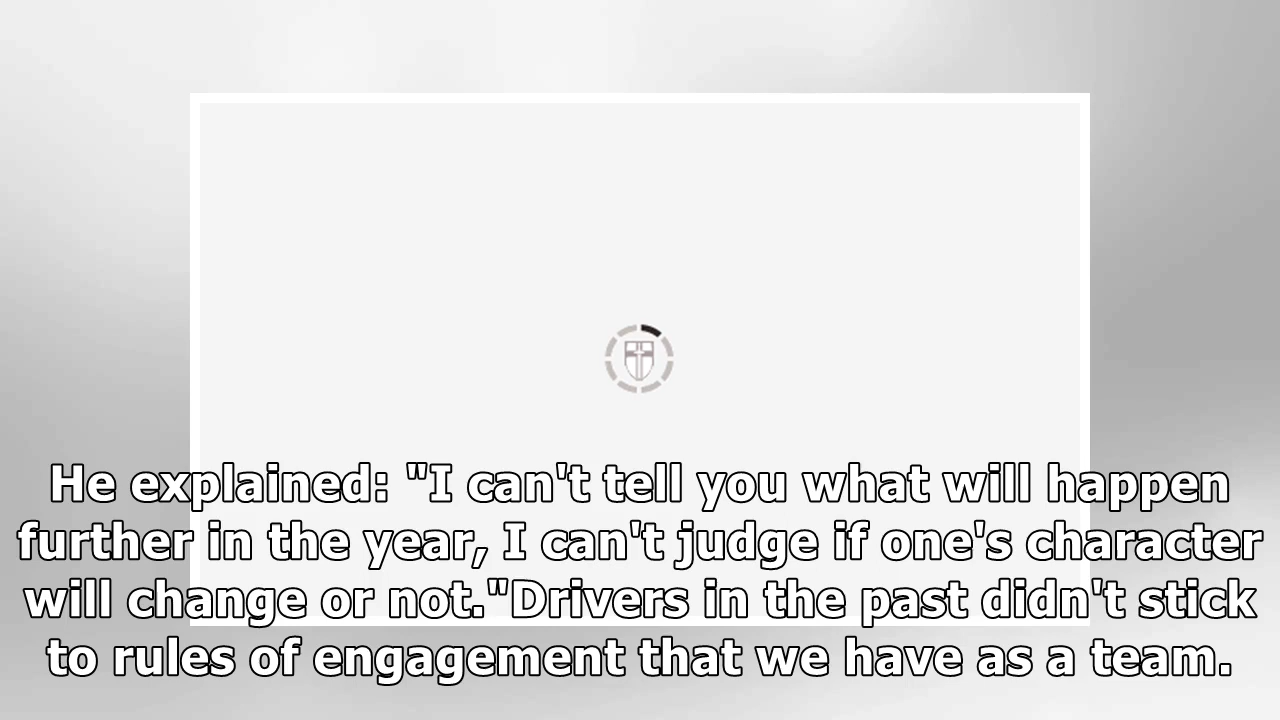 He explained: "I can't tell you what will happen
further in the year, I can't judge if one's character
will change or not."Drivers in the past didn't stick
to rules of engagement that we have as a team.